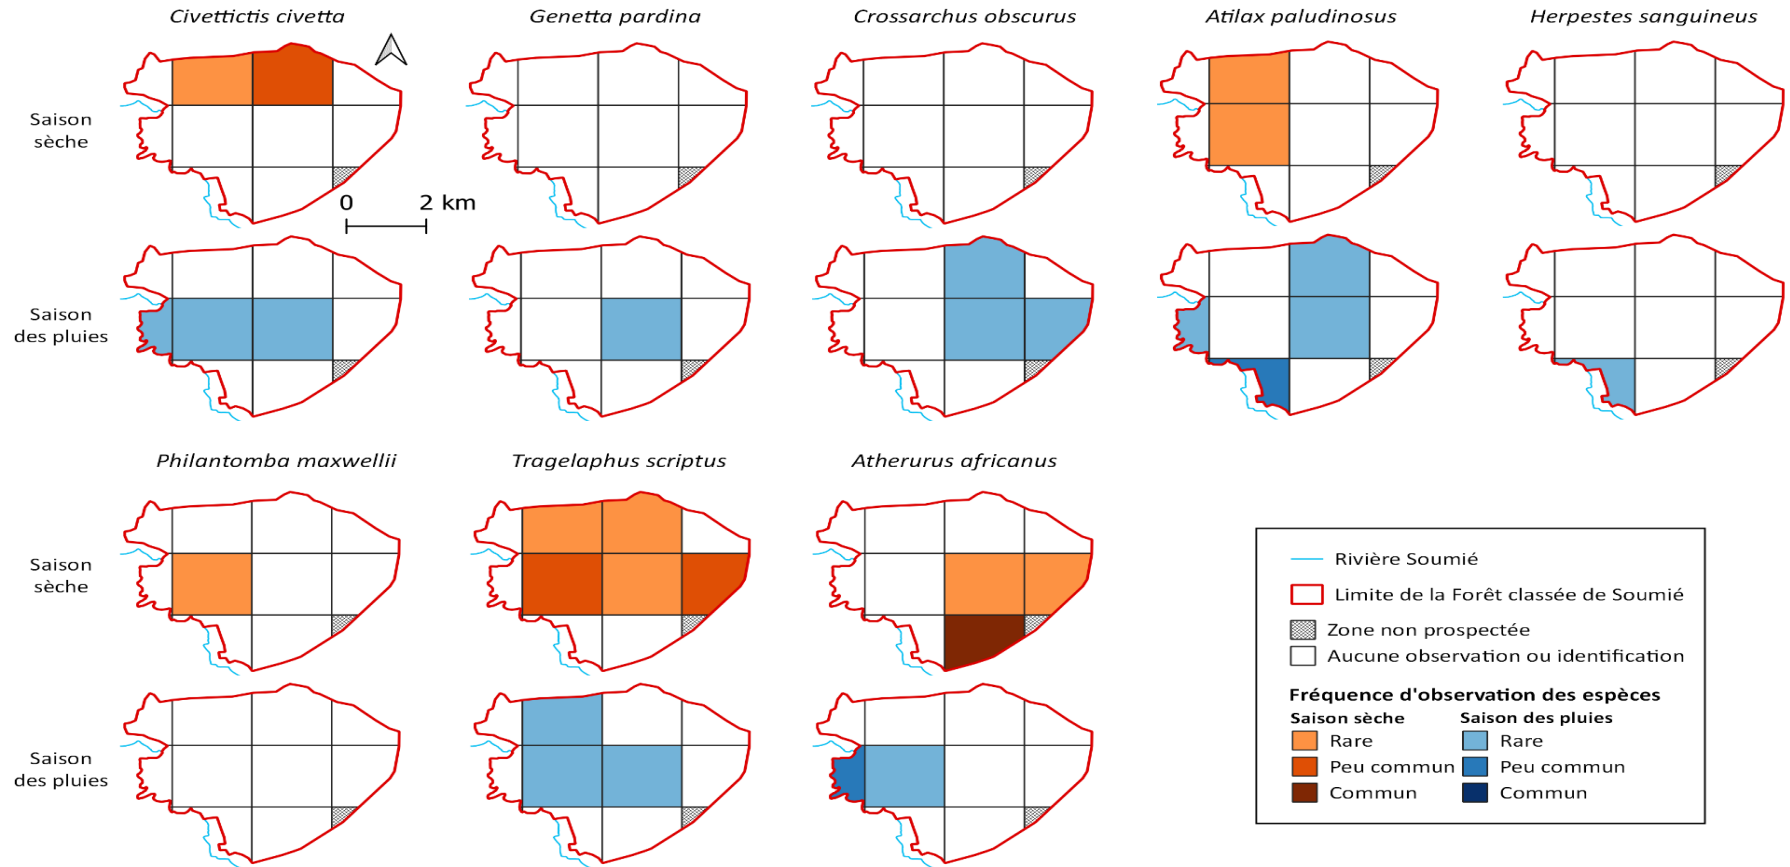 Civettictis civetta
Genetta pardina
Crossarchus obscurus
Atilax paludinosus
Herpestes sanguineus
Saison
sèche
0 2 km
Saison
des pluies
Philantomba maxwellii
Tragelaphus scriptus
Atherurus africanus
Saison
sèche
Saison
des pluies
Rivière Soumié
Limite de la Forêt classée de Soumié
Zone non prospectée
Aucune observation ou identification
Fréquence d'observation des espèces
Saison sèche Saison des pluies
Rare Rare
Peu commun Peu commun
Commun Commun